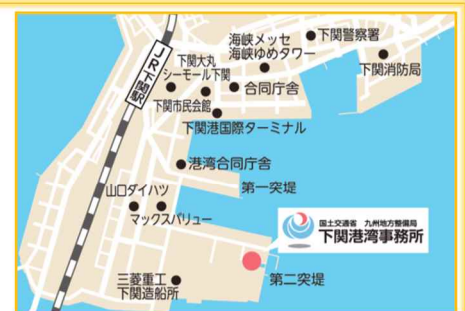 海峡メッセ
海峡ゆめタワー
下関警察署
下関消防局
JR下関駅
下関大丸
シーモール下関
合同庁舎
下関市民会館
下関港国際ターミナル
港湾合同庁舎
第一突堤
山口ダイハツ
マックスバリュー
国土交通省 九州地方整備局
下関港湾事務所
三菱重工
下関造船所
第二突堤